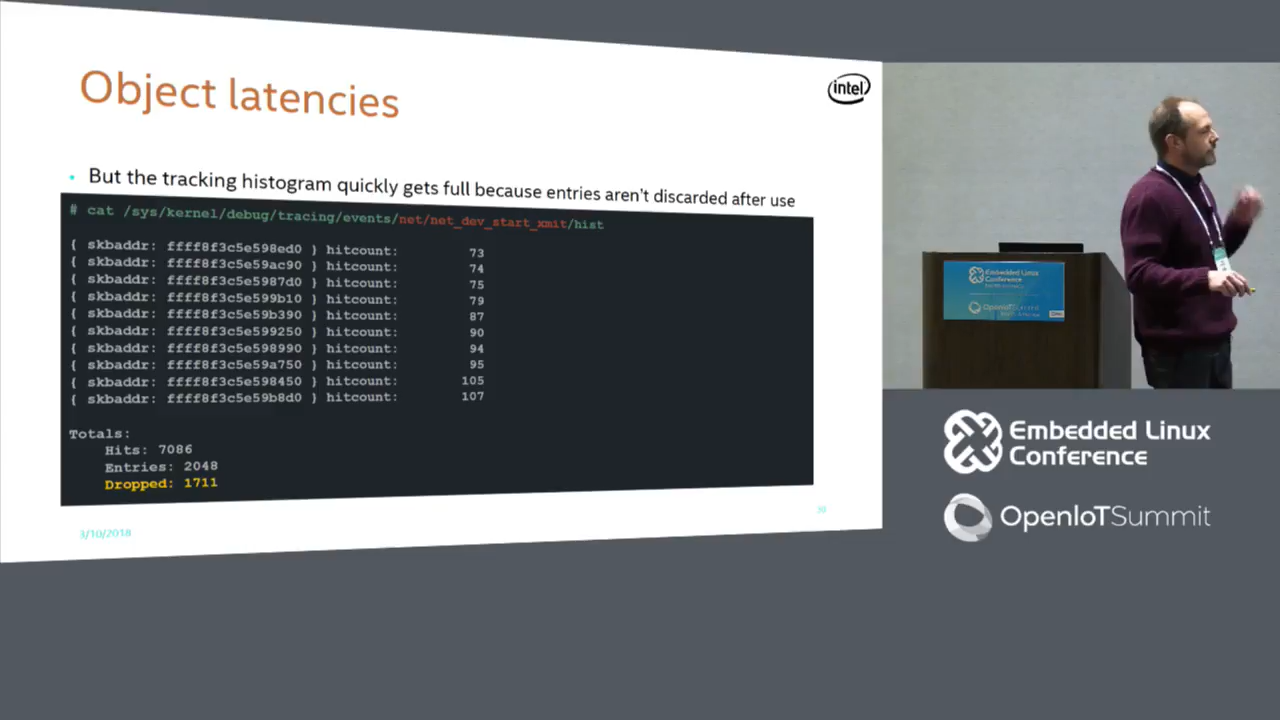 Object latencies
intel
• But the tracking histogram quickly gets full because entries aren't discarded after use
# cat /sys/kernel/debug/tracing/events/net/net_dev_start_xmit/hist
{ skbaddr: ffff8f3c5e598ed0 } hitcount: 73
{ skbaddr: ffff8f3c5e59ac90 } hitcount: 74
{ skbaddr: ffff8f3c5e5987d0 } hitcount: 75
{ skbaddr: ffff8f3c5e599b10 } hitcount: 79
{ skbaddr: ffff8f3c5e59b390 } hitcount: 87
{ skbaddr: ffff8f3c5e599250 } hitcount: 90
{ skbaddr: ffff8f3c5e598990 } hitcount: 94
{ skbaddr: ffff8f3c5e59a750 } hitcount: 95
{ skbaddr: ffff8f3c5e598450 } hitcount: 105
{ skbaddr: ffff8f3c5e59b8d0 } hitcount: 107
Totals:
Hits: 7086
Entries: 2048
Dropped: 1711
3/10/2018
Embedded Linux
Conference
OpenIoTSummit
Embedded Linux
Conference
OpenIoTSummit